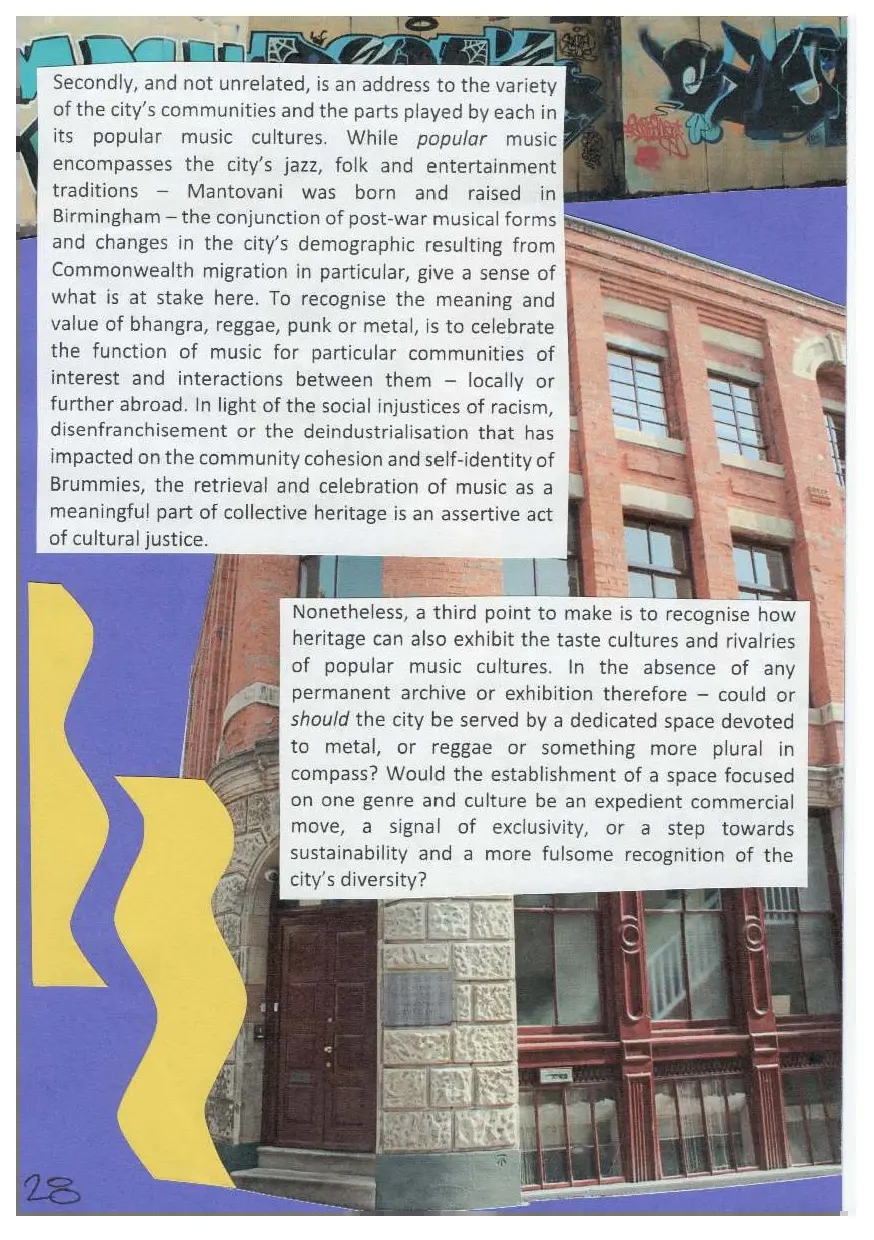 Secondly, and not unrelated, is an address to the variety
of the city's communities and the parts played by each in
its popular music cultures. While popular music
encompasses the city's jazz, folk and entertainment
traditions – Mantovani was born and raised in
Birmingham – the conjunction of post-war musical forms
and changes in the city's demographic resulting from
Commonwealth migration in particular, give a sense of
what is at stake here. To recognise the meaning and
value of bhangra, reggae, punk or metal, is to celebrate
the function of music for particular communities of
interest and interactions between them – locally or
further abroad. In light of the social injustices of racism,
disenfranchisement or the deindustrialisation that has
impacted on the community cohesion and self-identity of
Brummies, the retrieval and celebration of music as a
meaningful part of collective heritage is an assertive act
of cultural justice.
Nonetheless, a third point to make is to recognise how
heritage can also exhibit the taste cultures and rivalries
of popular music cultures. In the absence of any
permanent archive or exhibition therefore – could or
should the city be served by a dedicated space devoted
to metal, or reggae or something more plural in
compass? Would the establishment of a space focused
on one genre and culture be an expedient commercial
move, a signal of exclusivity, or a step towards
sustainability and a more fulsome recognition of the
city's diversity?
28